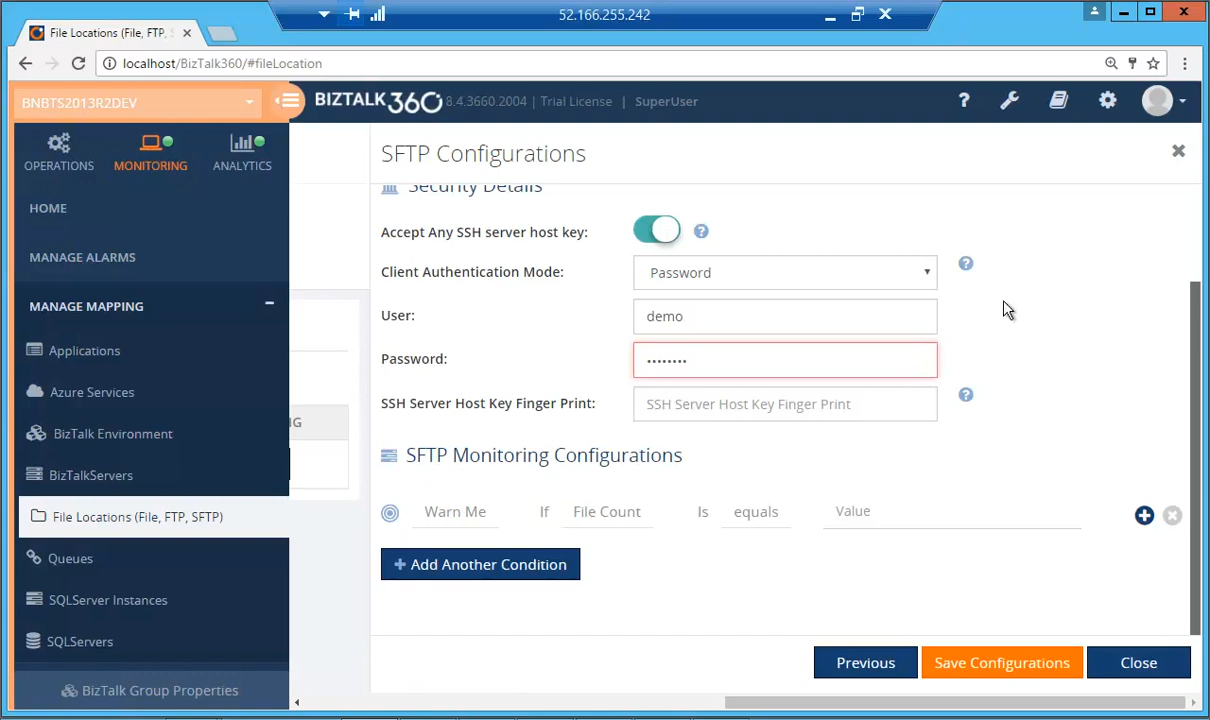 52.166.255.242
File Locations (File, FTP, S
localhost/BizTalk360/#fileLocation
BNBTS2013R2DEV
BIZTALK360 8.4.3660.2004 | Trial License | SuperUser
?
OPERATIONS
MONITORING
ANALYTICS
HOME
MANAGE ALARMS
MANAGE MAPPING
Applications
Azure Services
BizTalk Environment
BizTalkServers
File Locations (File, FTP, SFTP)
Queues
SQLServer Instances
SQLServers
BizTalk Group Properties
NG
SFTP Configurations
Security Details
Accept Any SSH server host key:
?
Client Authentication Mode:
Password
?
User:
demo
Password:
••••••••
SSH Server Host Key Finger Print:
SSH Server Host Key Finger Print
?
SFTP Monitoring Configurations
Warn Me If File Count Is equals Value
+ Add Another Condition
Previous
Save Configurations
Close